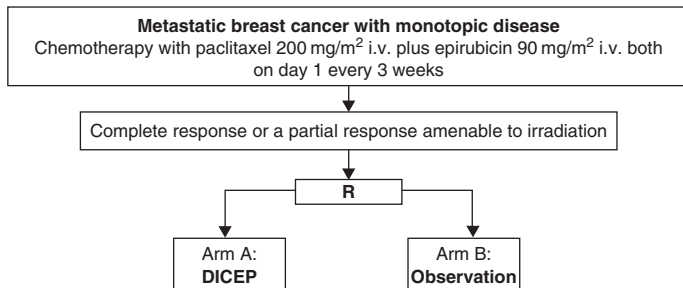 Metastatic breast cancer with monotopic disease
Chemotherapy with paclitaxel 200 mg/m² i.v. plus epirubicin 90 mg/m² i.v. both
on day 1 every 3 weeks
Complete response or a partial response amenable to irradiation
R
Arm A:
DICEP
Arm B:
Observation